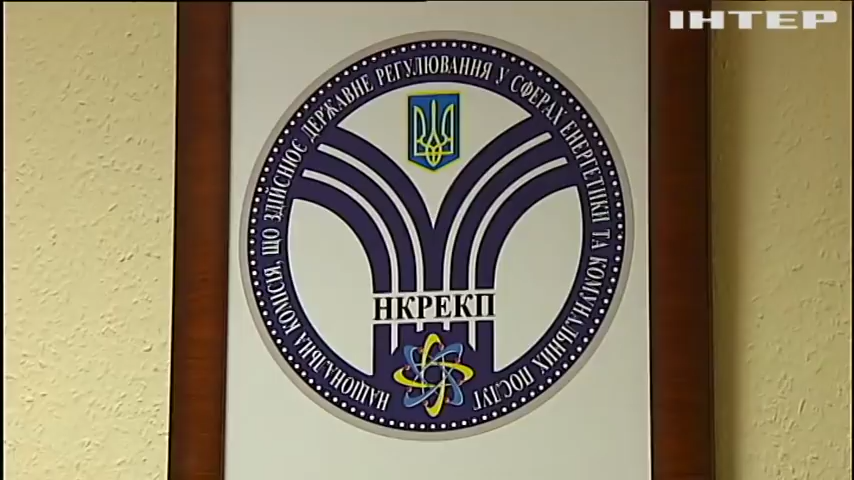 ІНТЕР
НАЦІОНАЛЬНА КОМІСІЯ, ЩО ЗДІЙСНЮЄ ДЕРЖАВНЕ РЕГУЛЮВАННЯ У СФЕРАХ ЕНЕРГЕТИКИ ТА КОМУНАЛЬНИХ ПОСЛУГ
НКРЕКП